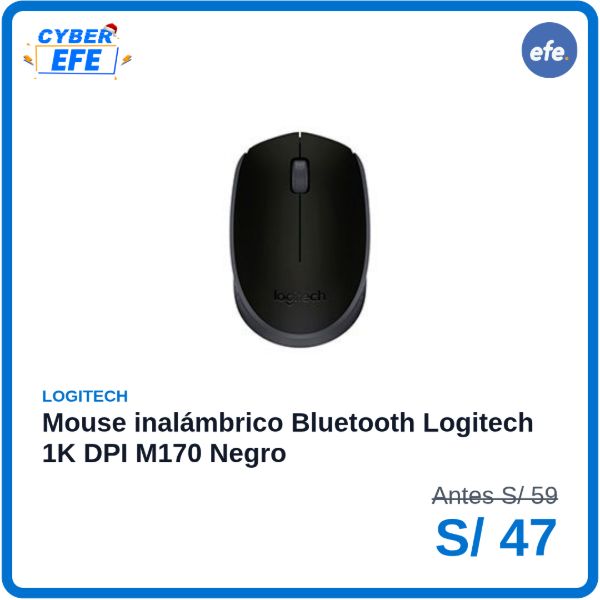 CYBER
EFE
efe.
logitech
LOGITECH
Mouse inalámbrico Bluetooth Logitech
1K DPI M170 Negro
Antes S/ 59
S/ 47